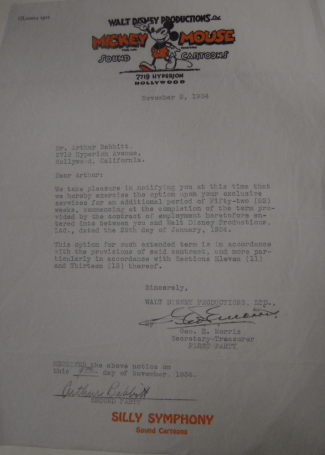 WALT DISNEY PRODUCTIONS, LTD.
MICKEY MOUSE
SOUND CARTOONS
2719 HYPERION
HOLLYWOOD
November 8, 1934
Mr. Arthur Babbitt,
2719 Hyperion Avenue,
Hollywood, California.
Dear Arthur:
We take pleasure in notifying you at this time that
we hereby exercise the option upon your exclusive
services for an additional period of Fifty-two (52)
weeks, commencing at the completion of the term pro-
vided by the contract of employment heretofore en-
tered into between you and Walt Disney Productions,
Ltd., dated the 29th day of January, 1934.
This option for such extended term is in accordance
with the provisions of said contract, and more par-
ticularly in accordance with Sections Eleven (11)
and Thirteen (13) thereof.
Sincerely,
WALT DISNEY PRODUCTIONS, LTD.,
Geo. E. Morris
Secretary-Treasurer
FIRST PARTY
RECEIVED the above notice on
this day of November, 1934.
Arthur Babbitt
SECOND PARTY
SILLY SYMPHONY
Sound Cartoons